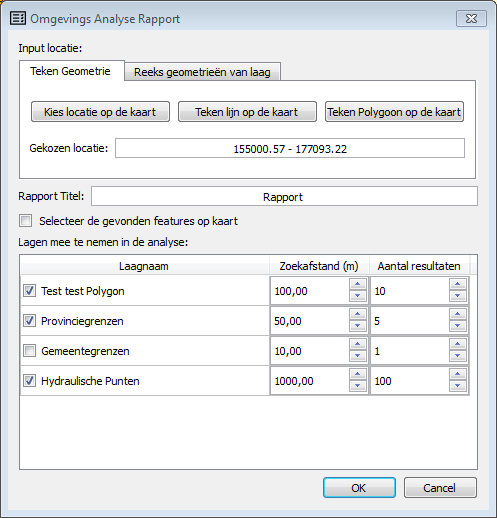 Omgevings Analyse Rapport
Input locatie:
Teken Geometrie Reeks geometrieën van laag
Kies locatie op de kaart Teken lijn op de kaart Teken Polygoon op de kaart
Gekozen locatie: 155000.57 - 177093.22
Rapport Titel: Rapport
Selecteer de gevonden features op kaart
Lagen mee te nemen in de analyse:
Laagnaam Zoekafstand (m) Aantal resultaten
Test test Polygon 100,00 10
Provinciegrenzen 50,00 5
Gemeentegrenzen 10,00 1
Hydraulische Punten 1000,00 100
OK Cancel